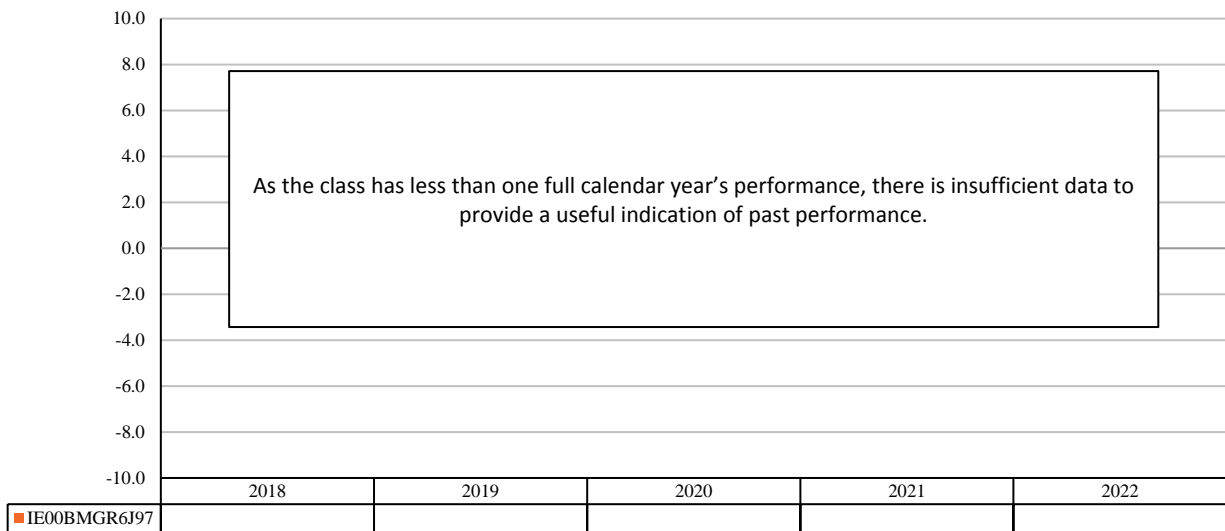 10.0
8.0
6.0
4.0
2.0
0.0
-2.0
-4.0
-6.0
-8.0
-10.0
As the class has less than one full calendar year’s performance, there is insufficient data to
provide a useful indication of past performance.
2018 2019 2020 2021 2022
IE00BMGR6J97